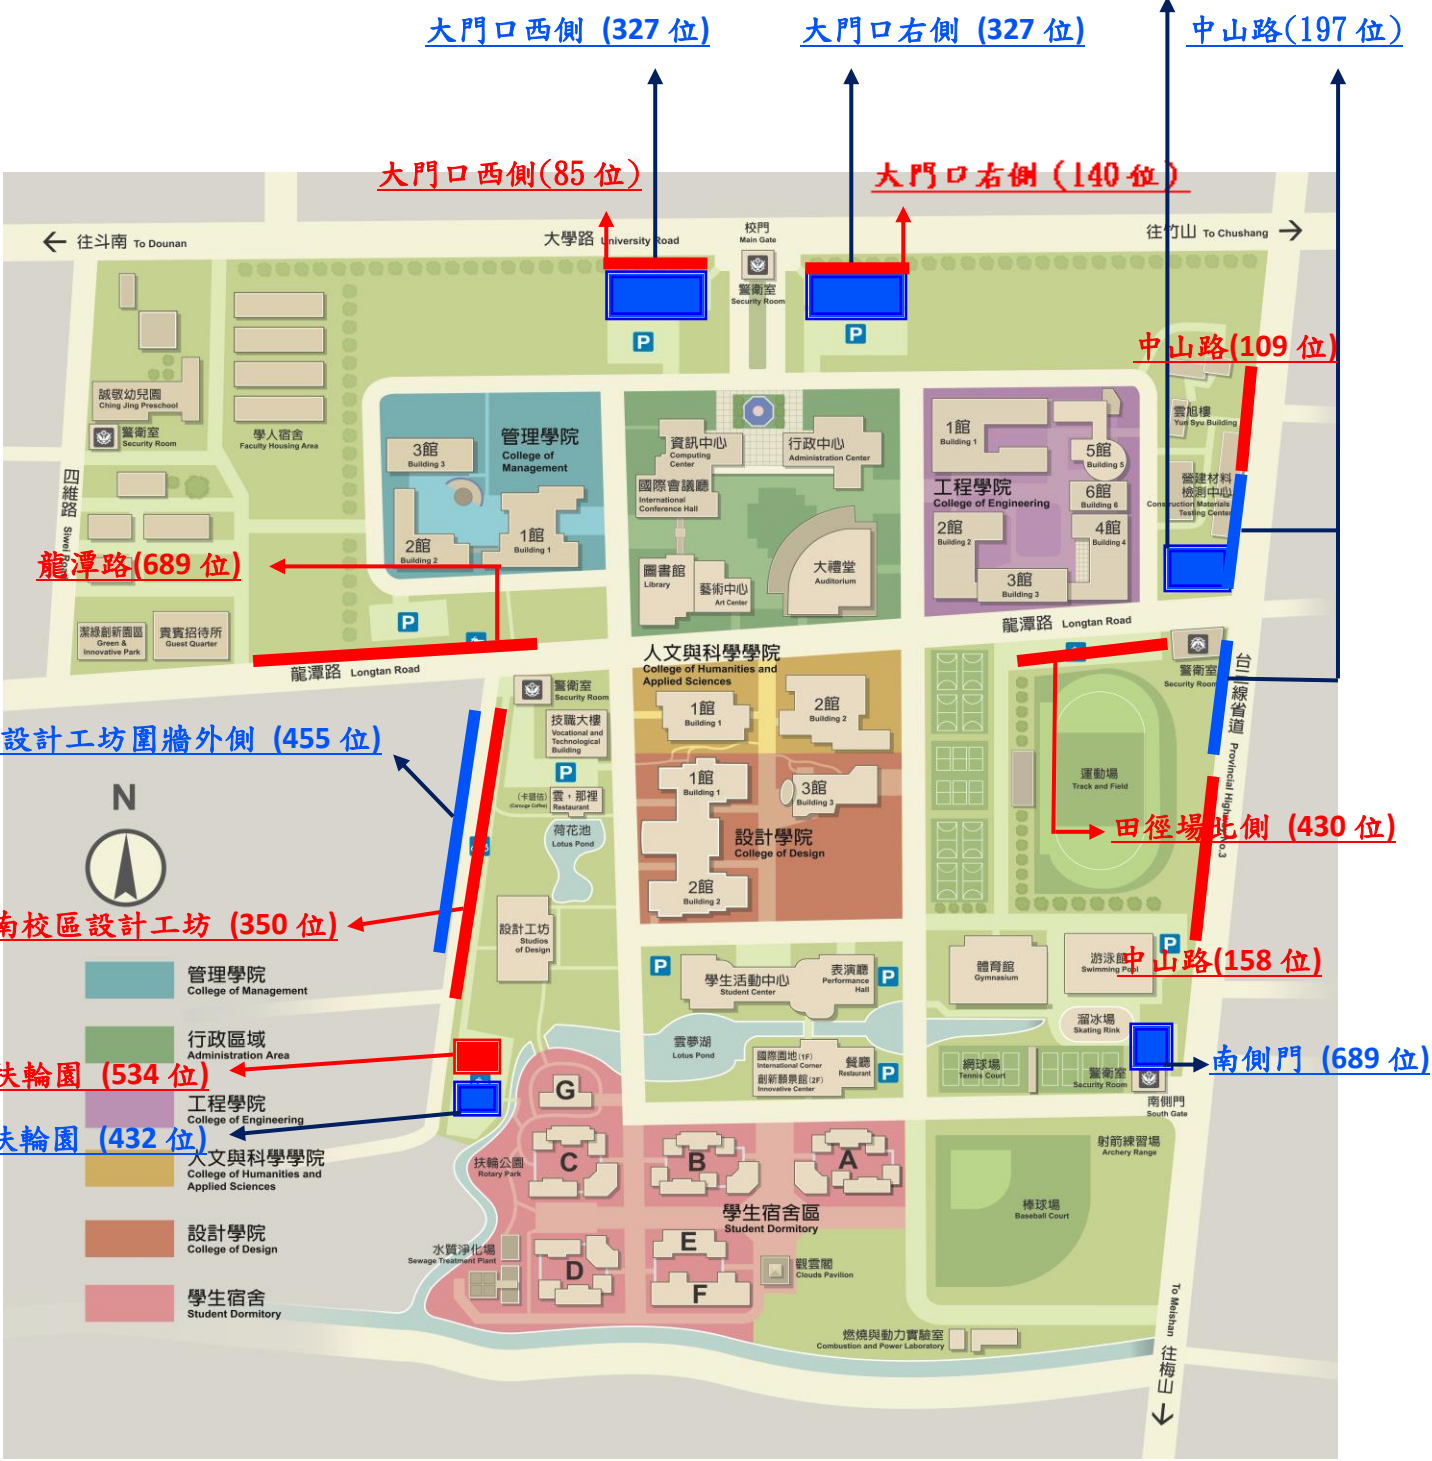 大門口西側 (327 位)
大門口右側 (327 位)
中山路(197 位)
大門口西側(85 位)
大門口右側 (140 位)
校門
Main Gate
往斗南 To Dounan
大學路 University Road
往竹山 To Chushang
警衛室
Security Room
P
P
中山路(109 位)
誠敬幼兒園
Ching Jing Preschool
警衛室
Security Room
學人宿舍
Faculty Housing Area
3館
Building 3
管理學院
College of
Management
2館
Building 2
1館
Building 1
資訊中心
Computing
Center
行政中心
Administration Center
國際會議廳
International
Conference Hall
圖書館
Library
藝術中心
Art Center
大禮堂
Auditorium
1館
Building 1
5館
Building 5
工程學院
College of Engineering
6館
Building 6
2館
Building 2
4館
Building 4
3館
Building 3
雲旭樓
Yun Syu Building
營建材料
檢測中心
Construction Materials
Testing Center
四維路 Siwei Road
龍潭路(689 位)
潔綠創新園區
Green &
Innovative Park
貴賓招待所
Guest Quarter
P
龍潭路 Longtan Road
龍潭路 Longtan Road
警衛室
Security Room
台三線省道 Provincial Highway No.3
人文與科學學院
College of Humanities and
Applied Sciences
1館
Building 1
2館
Building 2
警衛室
Security Room
技職大樓
Vocational and
Technological
Building
P
設計工坊圍牆外側 (455 位)
N
雲，那裡
Restaurant
荷花池
Lotus Pond
1館
Building 1
3館
Building 3
設計學院
College of Design
2館
Building 2
運動場
Track and Field
田徑場北側 (430 位)
南校區設計工坊 (350 位)
設計工坊
Studios
of Design
P
學生活動中心
Student Center
表演廳
Performance
Hall
P
體育館
Gymnasium
游泳館
Swimming Pool
P
中山路(158 位)
溜冰場
Skating Rink
雲夢湖
Lotus Pond
國際園地(1F)
International Corner
創新願景館(2F)
Innovative Center
餐廳
Restaurant
P
網球場
Tennis Court
警衛室
Security Room
南側門 (689 位)
南側門
South Gate
管理學院
College of Management
行政區域
Administration Area
扶輪園 (534 位)
工程學院
College of Engineering
扶輪園 (432 位)
人文與科學學院
College of Humanities and
Applied Sciences
設計學院
College of Design
學生宿舍
Student Dormitory
G
C
B
A
扶輪公園
Rotary Park
學生宿舍區
Student Dormitory
水質淨化場
Sewage Treatment Plant
D
E
F
觀雲閣
Clouds Pavilion
射箭練習場
Archery Range
棒球場
Baseball Court
燃燒與動力實驗室
Combustion and Power Laboratory
To Meishan 往梅山